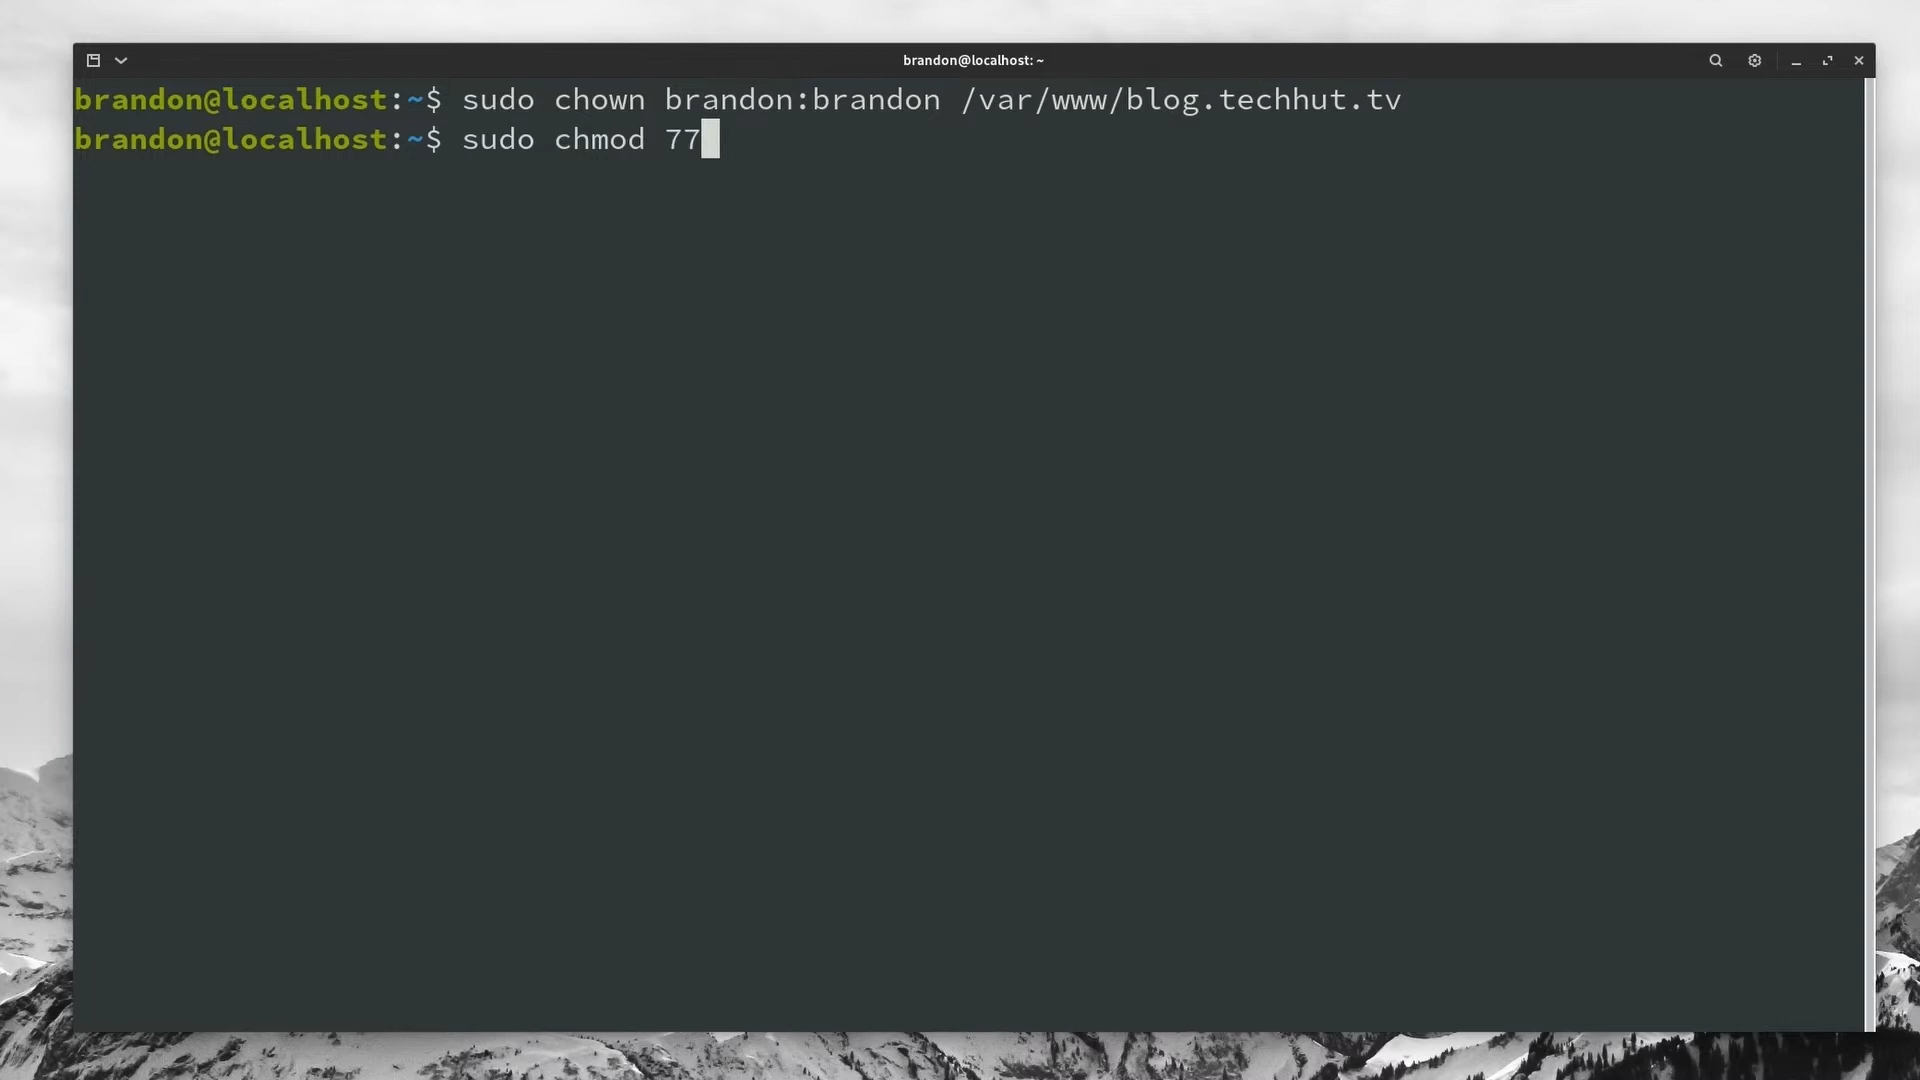 brandon@localhost: ~
brandon@localhost:~$ sudo chown brandon:brandon /var/www/blog.techhut.tv
brandon@localhost:~$ sudo chmod 77